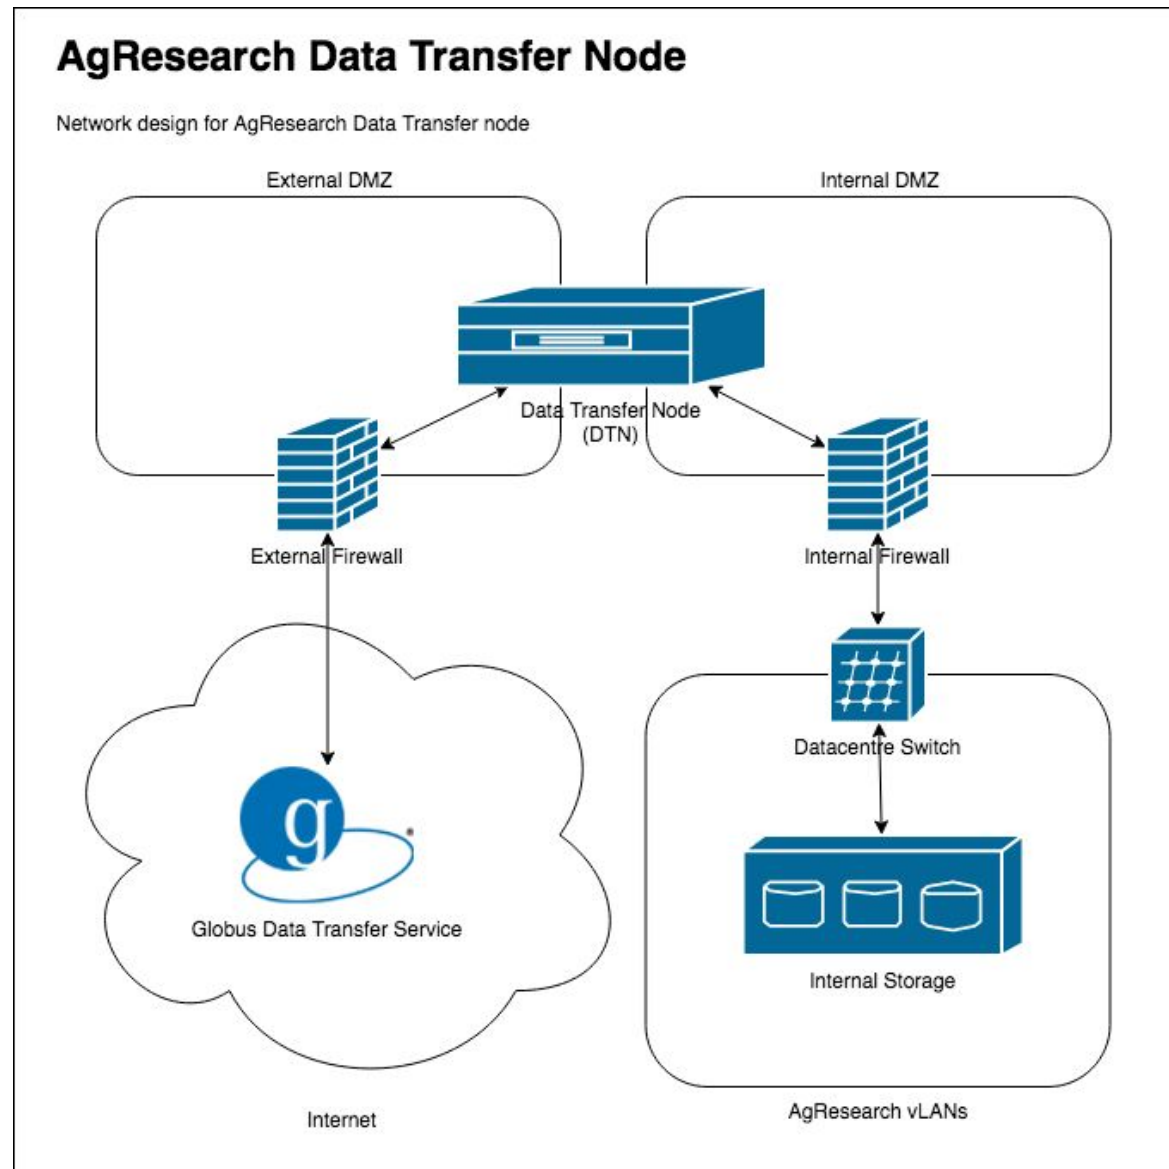 AgResearch Data Transfer Node
Network design for AgResearch Data Transfer node
External DMZ
Internal DMZ
Data Transfer Node
(DTN)
External Firewall
Internal Firewall
Datacentre Switch
g
®
Globus Data Transfer Service
Internal Storage
Internet
AgResearch vLANs